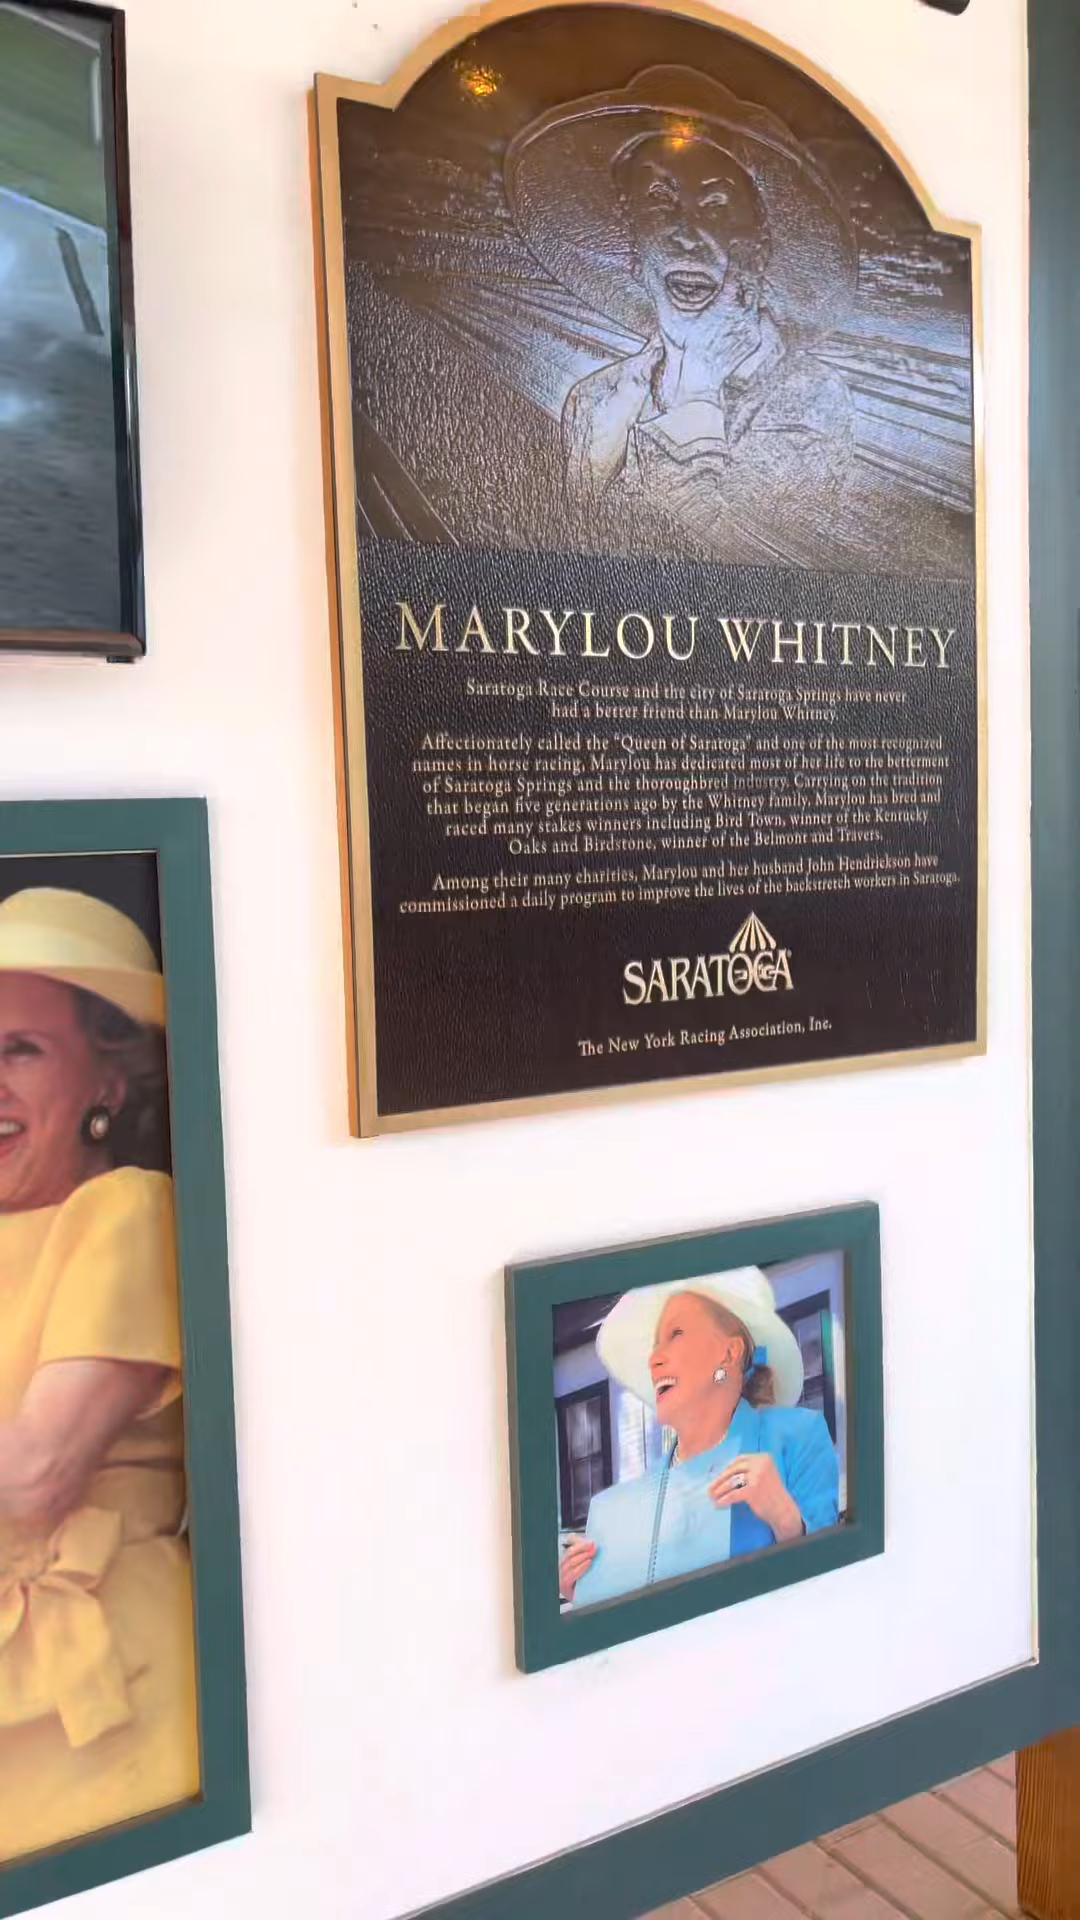 MARYLOU WHITNEY
Saratoga Race Course and the city of Saratoga Springs have never
had a better friend than Marylou Whitney.
Affectionately called the "Queen of Saratoga" and one of the most recognized
names in horse racing, Marylou has dedicated most of her life to the betterment
of Saratoga Springs and the thoroughbred industry. Carrying on the tradition
that began five generations ago by the Whitney family, Marylou has bred and
raced many stakes winners including Bird Town, winner of the Kentucky
Oaks and Birdstone, winner of the Belmont and Travers.
Among their many charities, Marylou and her husband John Hendrickson have
commissioned a daily program to improve the lives of the backstretch workers in Saratoga.
SARATOGA
The New York Racing Association, Inc.